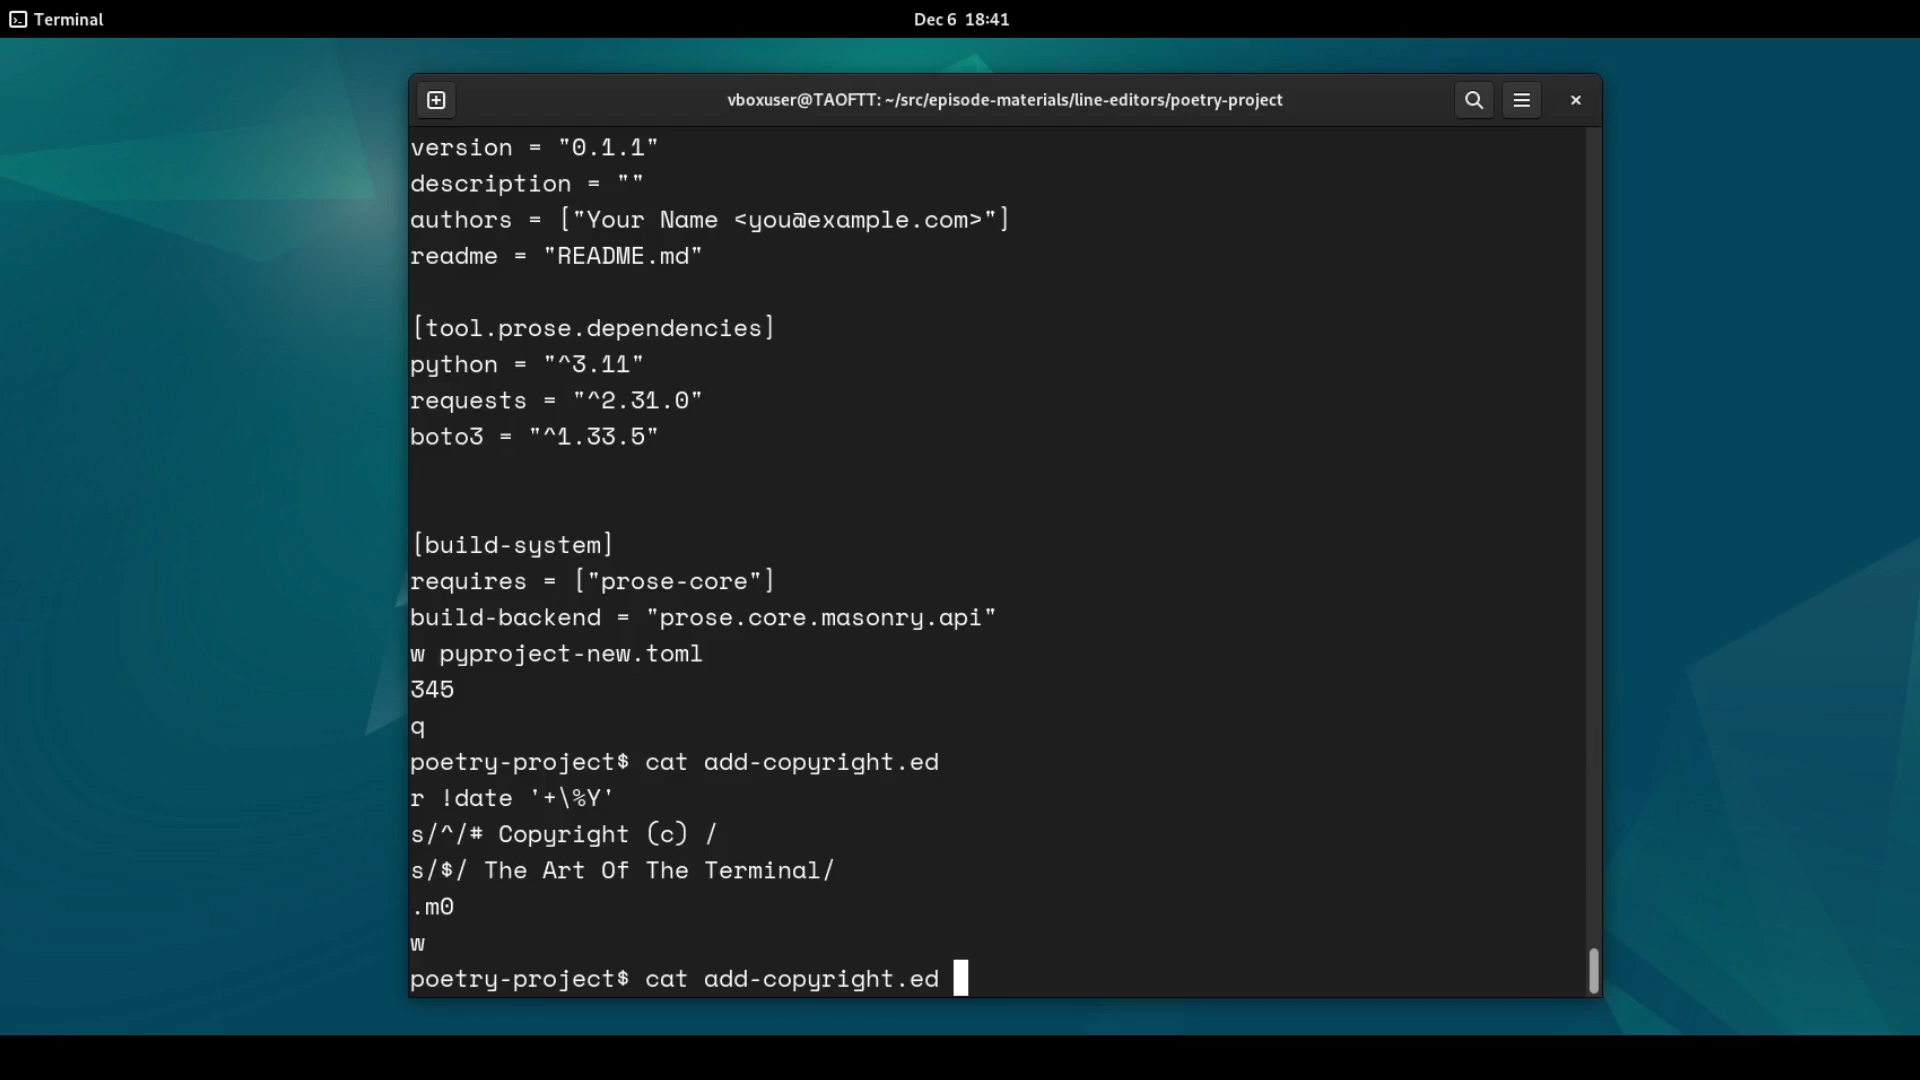 Terminal
Dec 6 18:41
vboxuser@TAOFTT: ~/src/episode-materials/line-editors/poetry-project
version = "0.1.1"
description = ""
authors = ["Your Name <you@example.com>"]
readme = "README.md"
[tool.prose.dependencies]
python = "^3.11"
requests = "^2.31.0"
boto3 = "^1.33.5"
[build-system]
requires = ["prose-core"]
build-backend = "prose.core.masonry.api"
w pyproject-new.toml
345
q
poetry-project$ cat add-copyright.ed
r !date '+\%Y'
s/^/# Copyright (c) /
s/$/ The Art Of The Terminal/
.m0
w
poetry-project$ cat add-copyright.ed